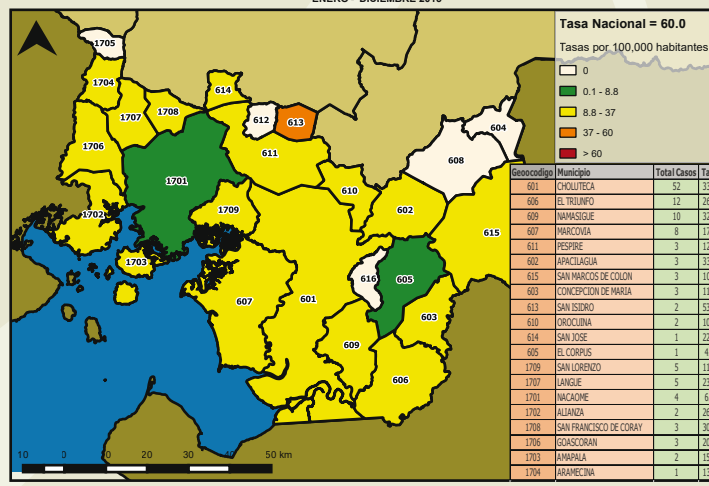 ENERO - DICIEMBRE 2018
Tasa Nacional = 60.0
Tasas por 100,000 habitantes
0
0.1 - 8.8
8.8 - 37
37 - 60
> 60
1705
1704
1707
1708
614
612
613
1706
611
604
608
1701
610
602
1702
1709
615
1703
616
605
607
601
603
609
606
10 0 10 20 30 40 50 km
Geoocodigo Municipio Total Casos
601 CHOLUTECA 52
606 EL TRIUNFO 12
609 NAMASIGUE 10
607 MARCOVIA 8
611 PESPIRE 3
602 APACILAGUA 3
615 SAN MARCOS DE COLON 3
603 CONCEPCION DE MARIA 3
613 SAN ISIDRO 2
610 OROCUINA 2
614 SAN JOSE 1
605 EL CORPUS 1
1709 SAN LORENZO 5
1707 LANGUE 5
1701 NACAOME 4
1702 ALIANZA 2
1708 SAN FRANCISCO DE CORAY 3
1706 GOASCORAN 3
1703 AMAPALA 2
1704 ARAMECINA 1